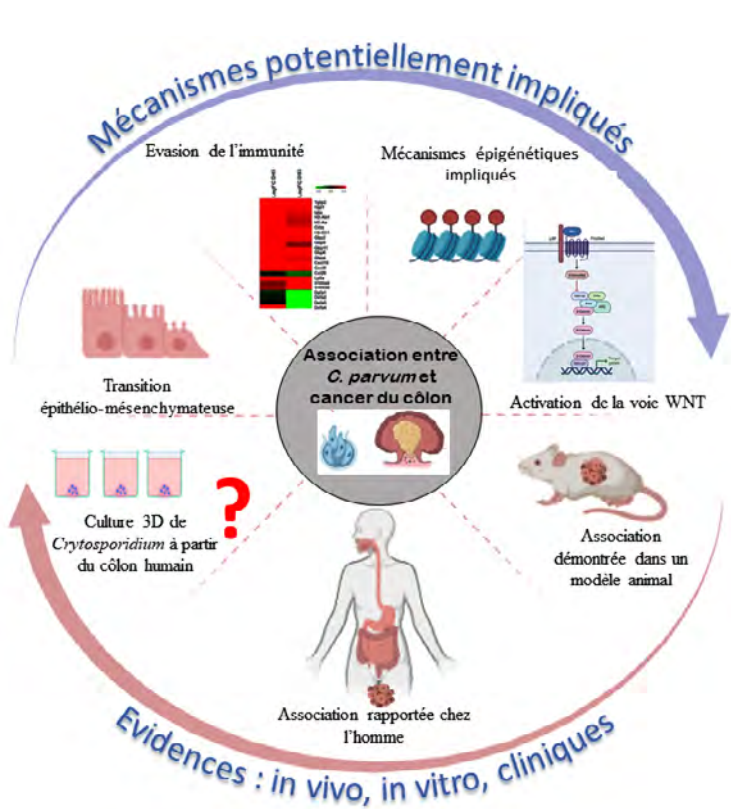 Mécanismes potentiellement impliqués
Evasion de l'immunité
Mécanismes épigénétiques
impliqués
Association entre
C. parvum et
cancer du côlon
Transition
épithélio-mésenchymateuse
Activation de la voie WNT
Culture 3D de
Crytosporidium à partir
du côlon humain
?
Association
démontrée dans un
modèle animal
Association rapportée chez
l'homme
Evidences : in vivo, in vitro, cliniques